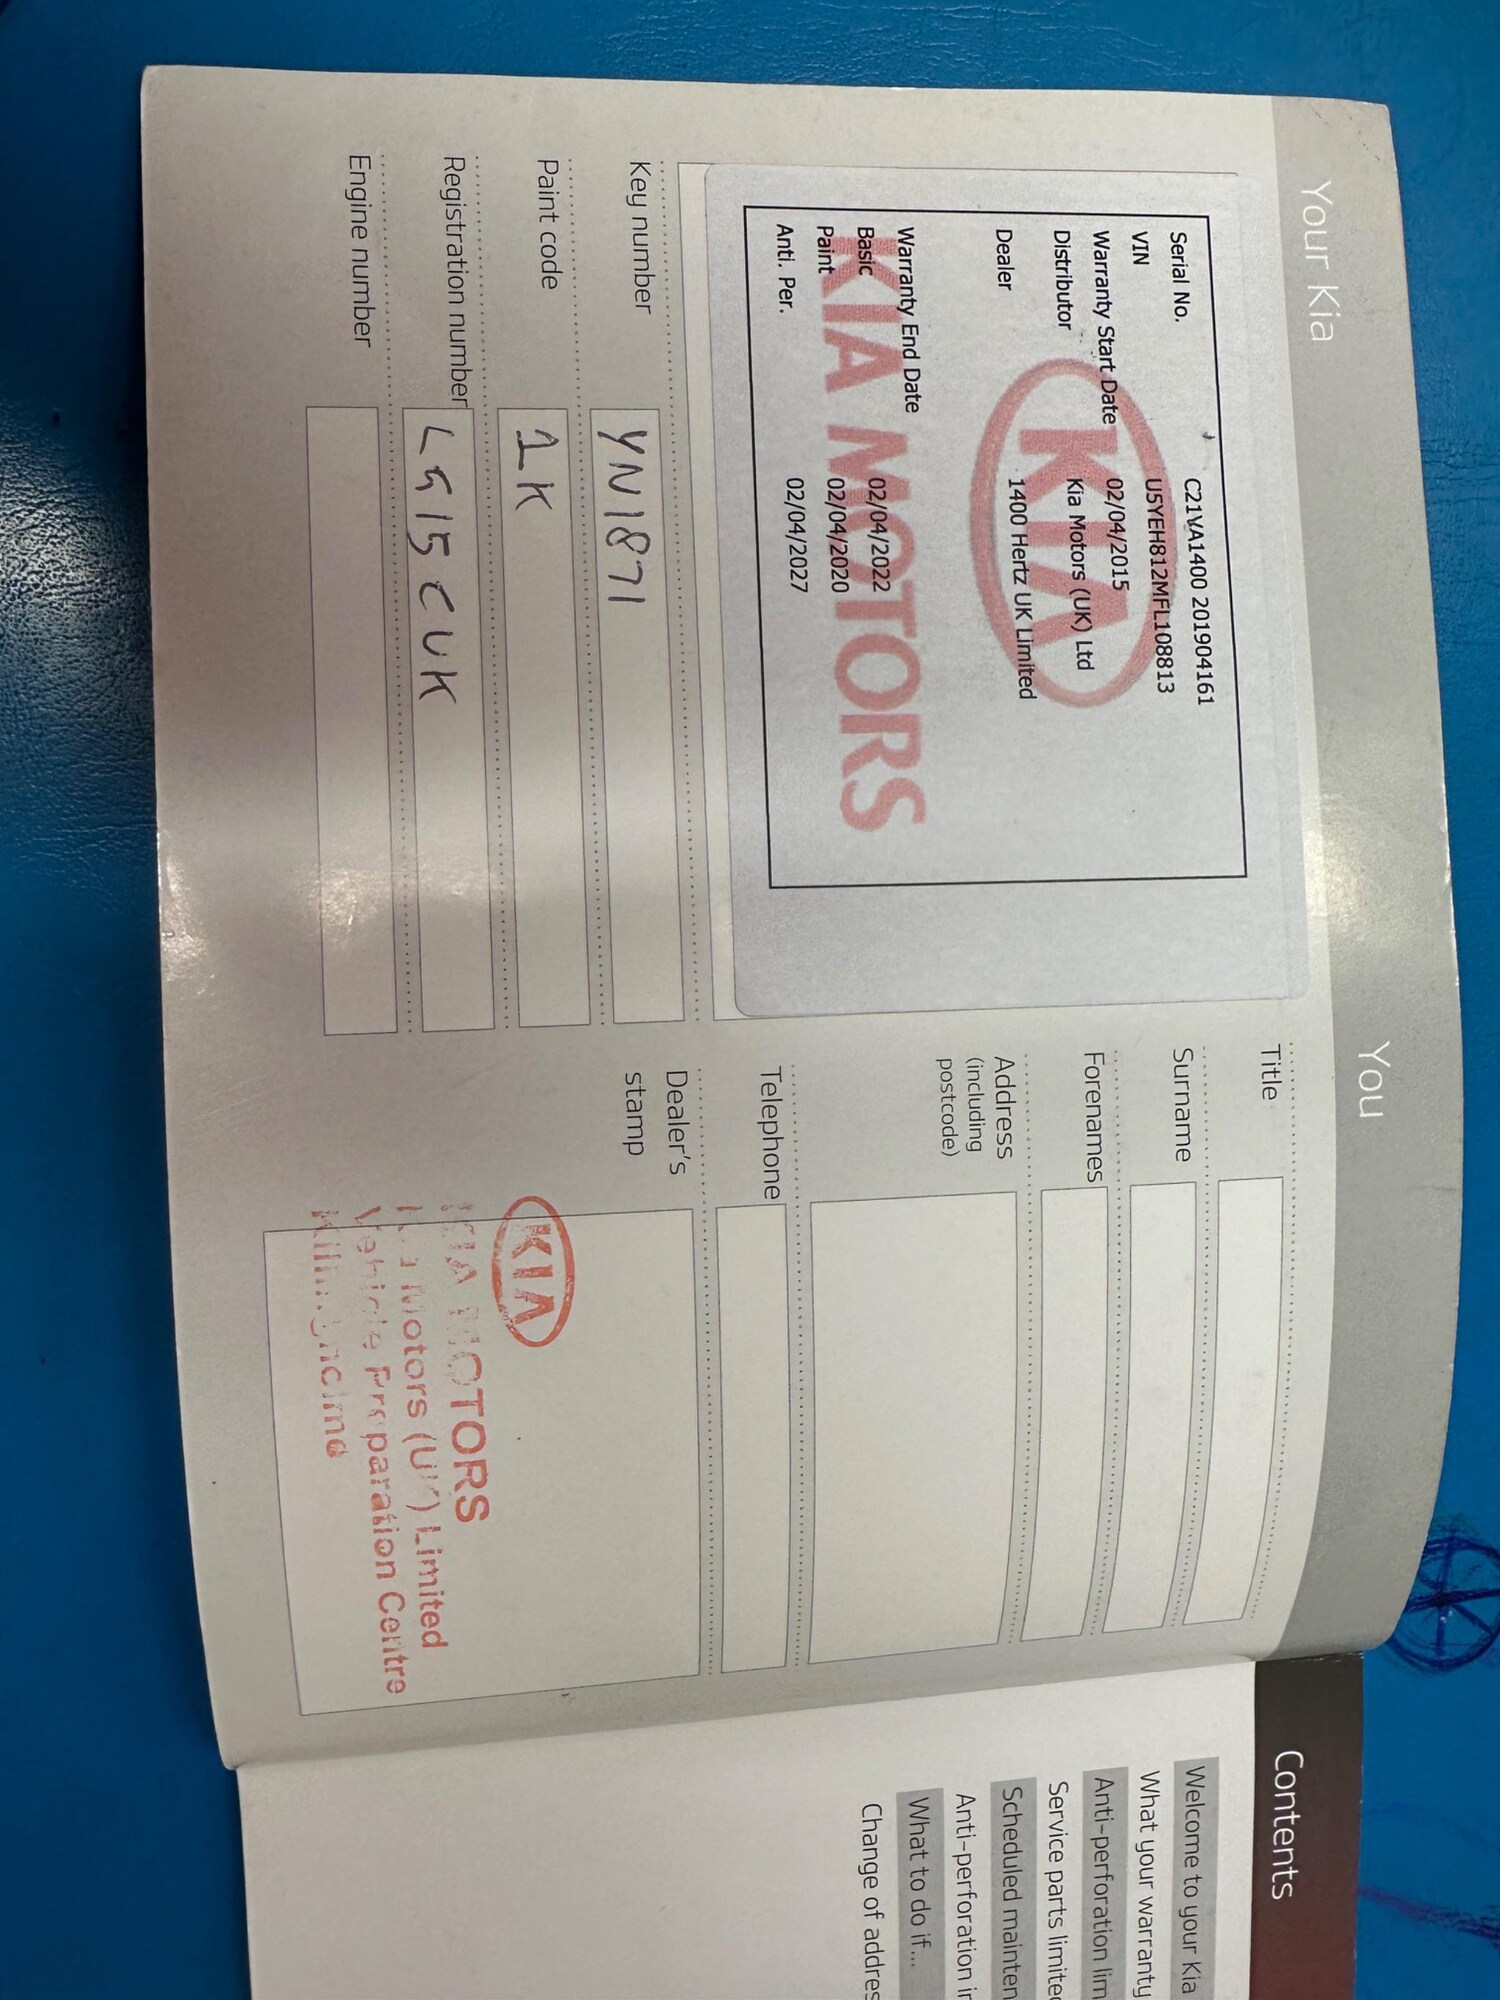 Your Kia
Serial No. C21VA1400 201904161
VIN U5YEH812MFL108813
Warranty Start Date 02/04/2015
Distributor Kia Motors (UK) Ltd
Dealer 1400 Hertz UK Limited
Warranty End Date
Basic 02/04/2022
Paint 02/04/2020
Anti. Per. 02/04/2027
KIA
KIA MOTORS
Key number YN1871
Paint code 1K
Registration number LG15CUK
Engine number
You
Title
Surname
Forenames
Address
(including
postcode)
Telephone
Dealer's
stamp
KIA
KIA MOTORS
Kia Motors (UK) Limited
Vehicle Preparation Centre
Contents
Welcome to your Kia
What your warranty
Anti-perforation lim
Service parts limited
Scheduled mainten
Anti-perforation in
What to do if...
Change of addres